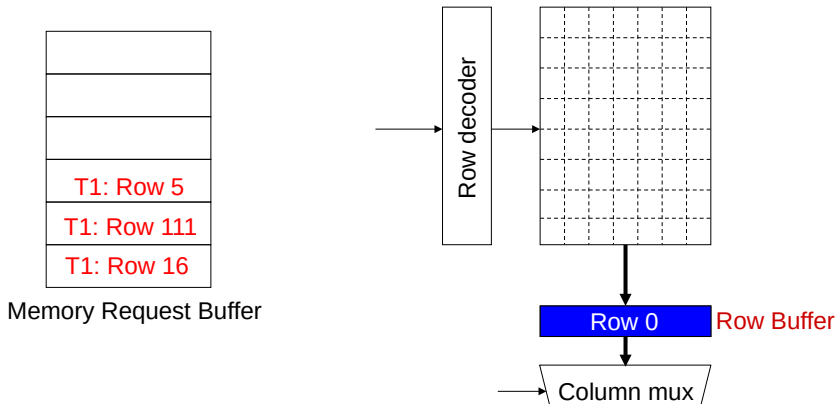 T1: Row 5
T1: Row 111
T1: Row 16
Memory Request Buffer
Row decoder
Row 0
Row Buffer
Column mux